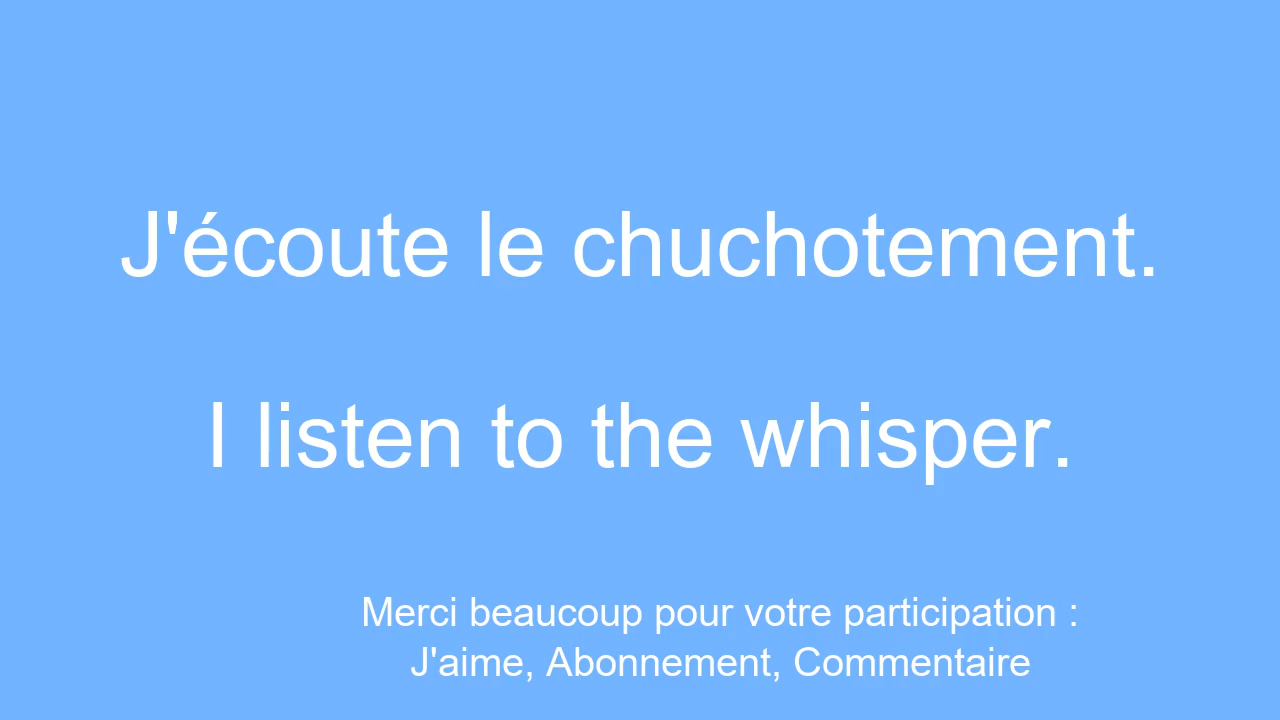 J'écoute le chuchotement.
I listen to the whisper.
Merci beaucoup pour votre participation :
J'aime, Abonnement, Commentaire